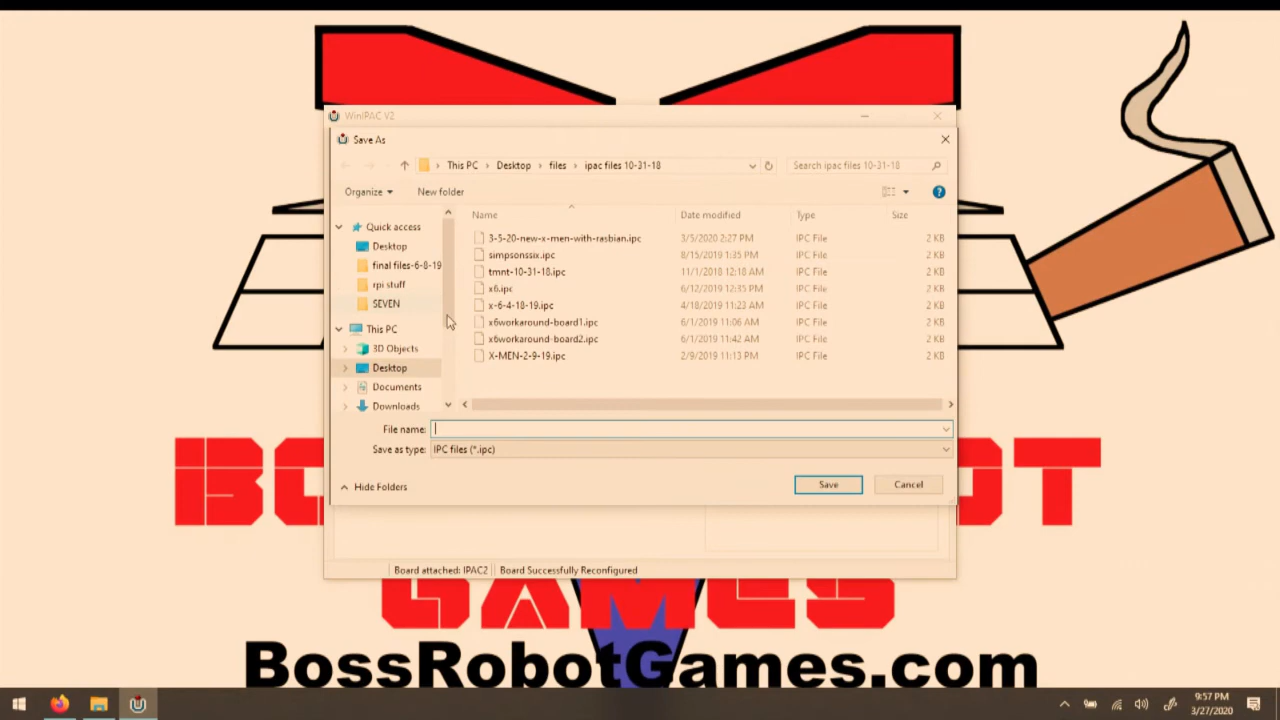 WinIPAC V2
Save As
This PC > Desktop > files > ipac files 10-31-18
Search ipac files 10-31-18
Organize
New folder
Name Date modified Type Size
Quick access
Desktop
final files-6-8-19
rpi stuff
SEVEN
This PC
3D Objects
Desktop
Documents
Downloads
3-5-20-new-x-men-with-rasbian.ipc 3/5/2020 2:27 PM IPC File 2 KB
simpsonssix.ipc 8/15/2019 1:35 PM IPC File 2 KB
tmnt-10-31-18.ipc 11/1/2018 12:18 AM IPC File 2 KB
x6.ipc 6/12/2019 12:35 PM IPC File 2 KB
x-6-4-18-19.ipc 4/18/2019 11:23 AM IPC File 2 KB
x6workaround-board1.ipc 6/1/2019 11:06 AM IPC File 2 KB
x6workaround-board2.ipc 6/1/2019 11:42 AM IPC File 2 KB
X-MEN-2-9-19.ipc 2/9/2019 11:13 PM IPC File 2 KB
File name:
Save as type: IPC files (*.ipc)
Hide Folders
Save
Cancel
Board attached: IPAC2
Board Successfully Reconfigured
GAMES
BossRobotGames.com
9:57 PM
3/27/2020